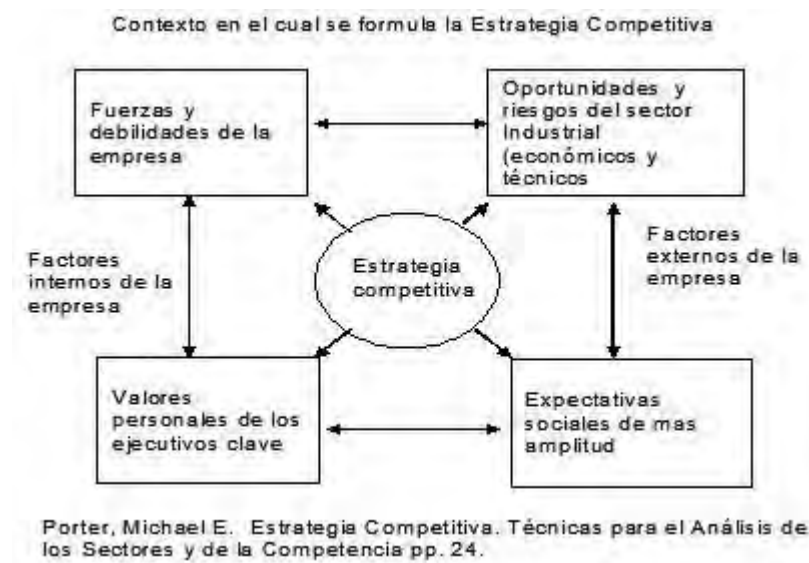 Contexto en el cual se formula la Estrategia Competitiva
Fuerzas y
debilidades de la
empresa
Oportunidades y
riesgos del sector
Industrial
(económicos y
técnicos
Factores
internos de la
empresa
Estrategia
competitiva
Factores
externos de la
empresa
Valores
personales de los
ejecutivos clave
Expectativas
sociales de mas
amplitud
Porter, Michael E. Estrategia Competitiva. Técnicas para el Análisis de
los Sectores y de la Competencia pp. 24.